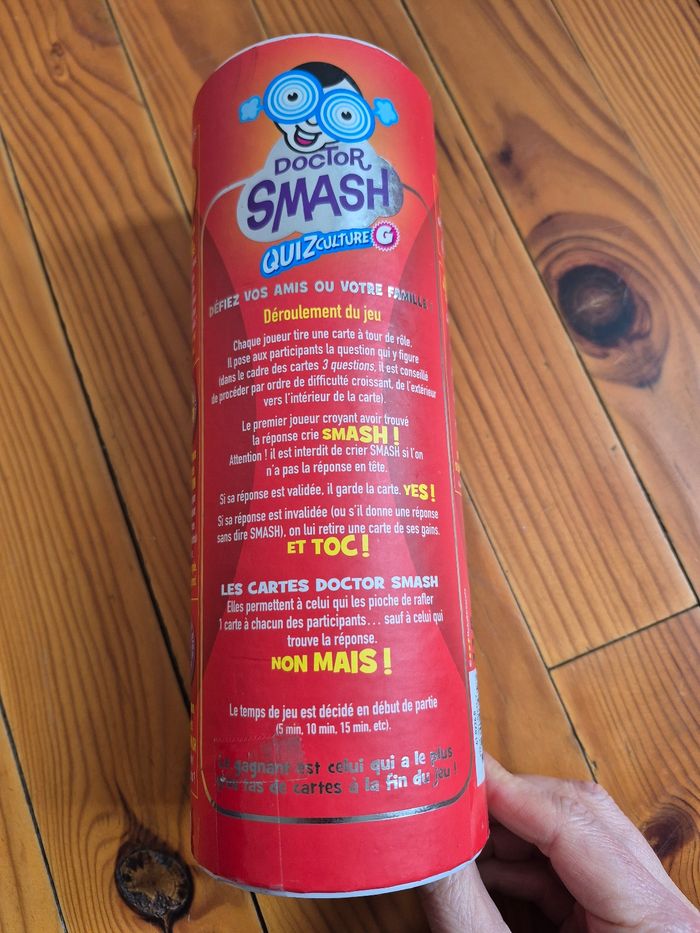 DOCTOR
SMASH
QUIZ CULTURE G
DÉFIEZ VOS AMIS OU VOTRE FAMILLE !
Déroulement du jeu
Chaque joueur tire une carte à tour de rôle.
Il pose aux participants la question qui y figure
(dans le cadre des cartes 3 questions, il est conseillé
de procéder par ordre de difficulté croissant, de l'extérieur
vers l'intérieur de la carte).
Le premier joueur croyant avoir trouvé
la réponse crie SMASH !
Attention ! il est interdit de crier SMASH si l'on
n'a pas la réponse en tête.
Si sa réponse est validée, il garde la carte. YES !
Si sa réponse est invalidée (ou s'il donne une réponse
sans dire SMASH), on lui retire une carte de ses gains.
ET TOC !
LES CARTES DOCTOR SMASH
Elles permettent à celui qui les pioche de rafler
1 carte à chacun des participants... sauf à celui qui
trouve la réponse.
NON MAIS !
Le temps de jeu est décidé en début de partie
(5 min, 10 min, 15 min, etc).
Le gagnant est celui qui a le plus
gros tas de cartes à la fin du jeu !